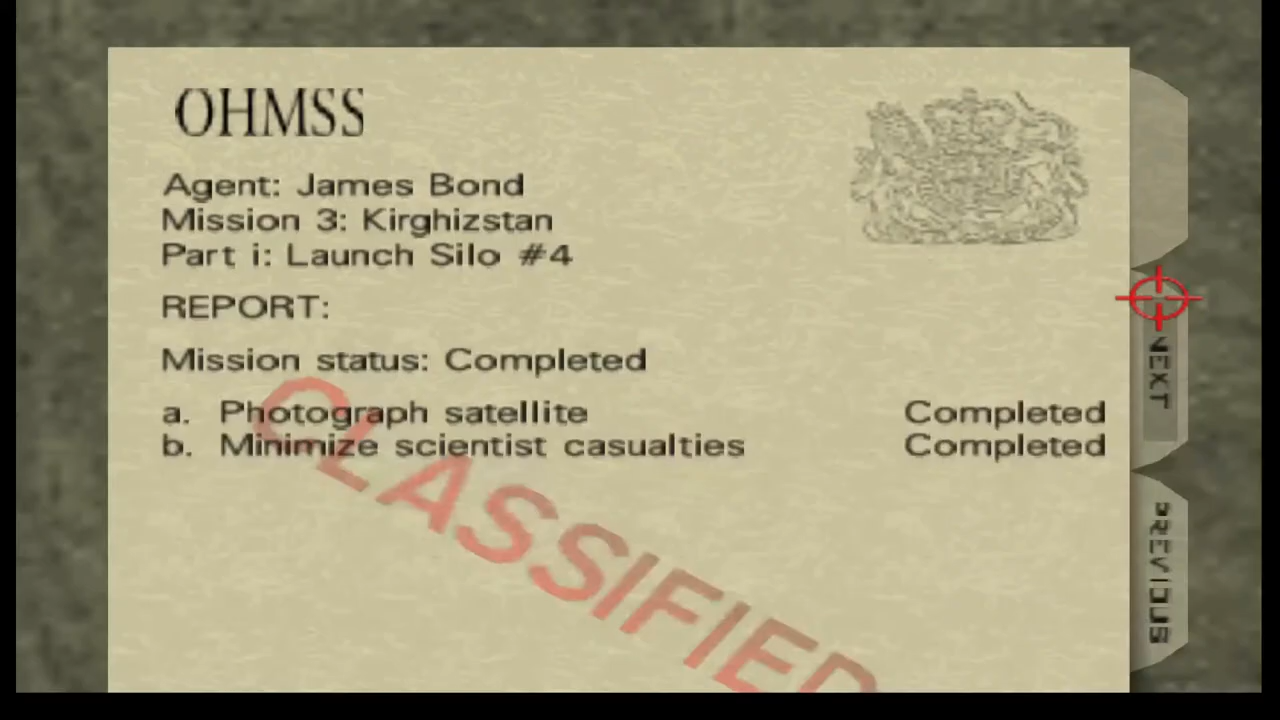 OHMSS
Agent: James Bond
Mission 3: Kirghizstan
Part i: Launch Silo #4
REPORT:
Mission status: Completed
a. Photograph satellite Completed
b. Minimize scientist casualties Completed
CLASSIFIED
NEXT
PREVIOUS